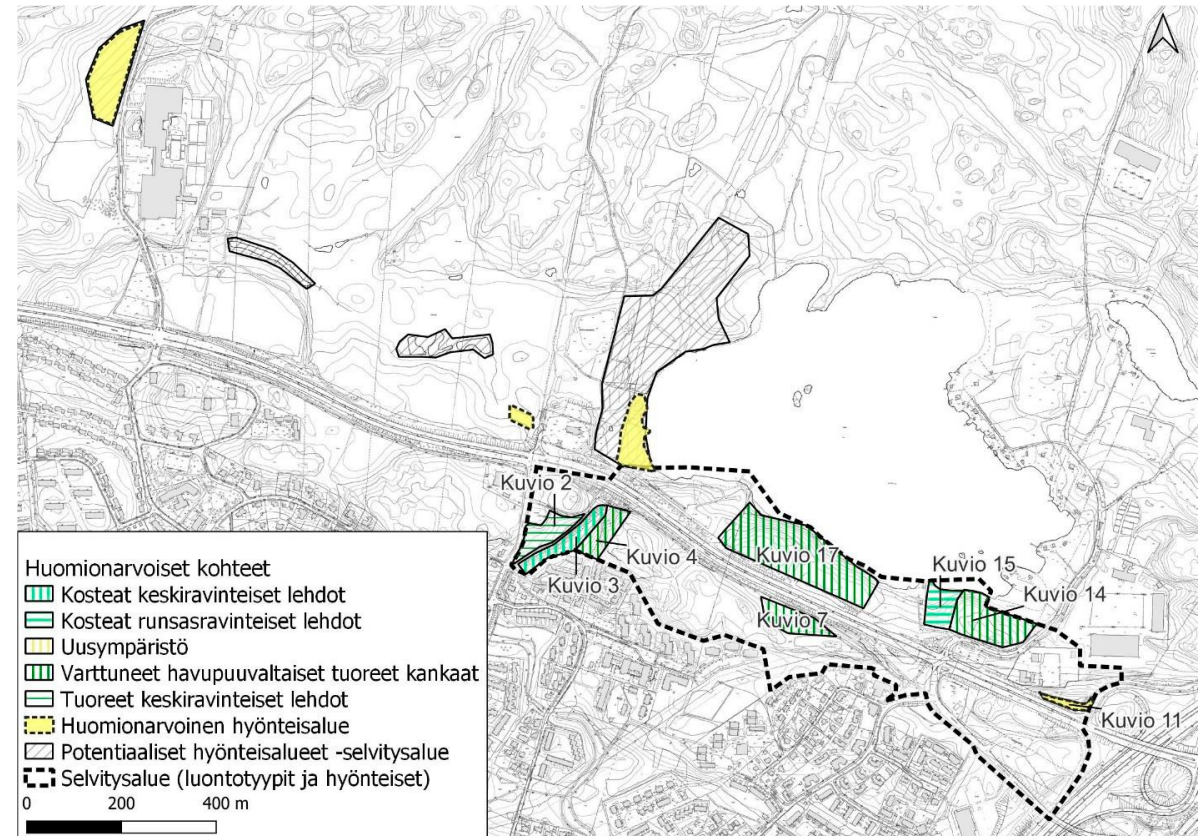 Kuvio 2
Kuvio 4
Kuvio 3
Kuvio 17
Kuvio 15
Kuvio 14
Kuvio 7
Kuvio 11
Huomionarvoiset kohteet
Kosteat keskiravinteiset lehdot
Kosteat runsasravinteiset lehdot
Uusympäristö
Varttuneet havupuuvaltaiset tuoreet kankaat
Tuoreet keskiravinteiset lehdot
Huomionarvoinen hyönteisalue
Potentiaaliset hyönteisalueet -selvitysalue
Selvitysalue (luontotyypit ja hyönteiset)
0 200 400 m